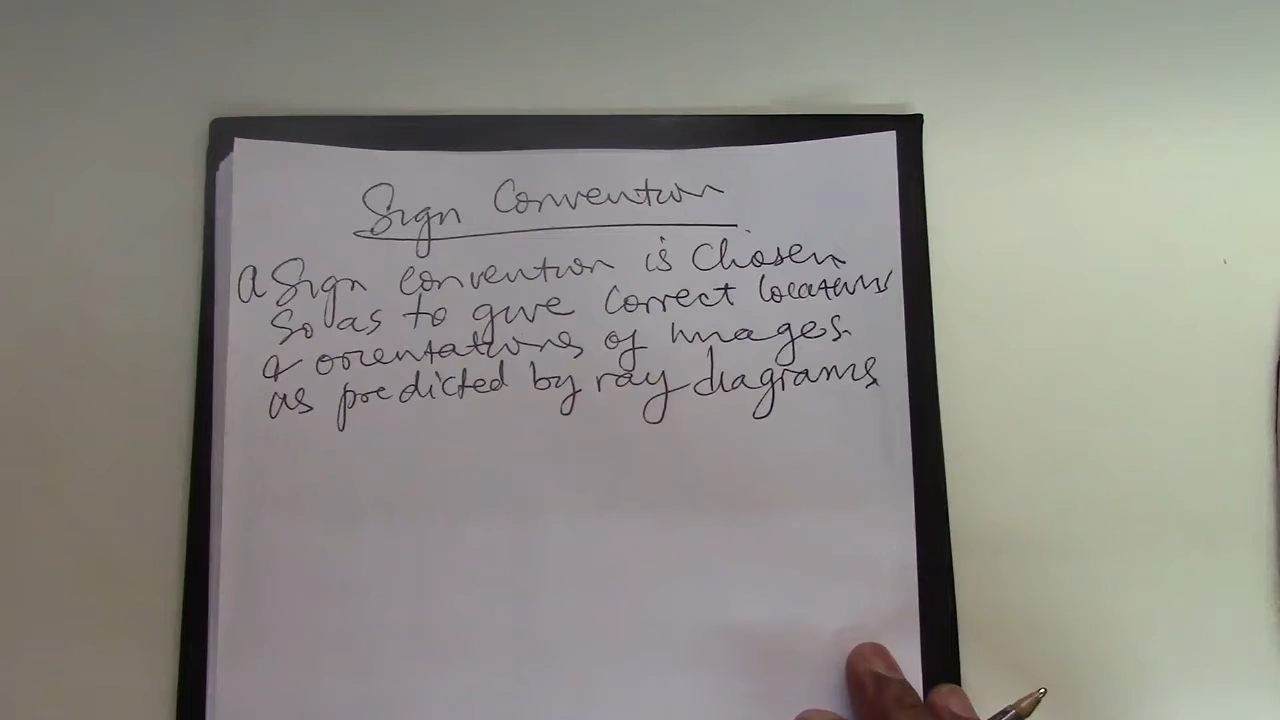 Sign Convention
a Sign convention is chosen
so as to give correct locations
& orientations of images
as predicted by ray diagrams